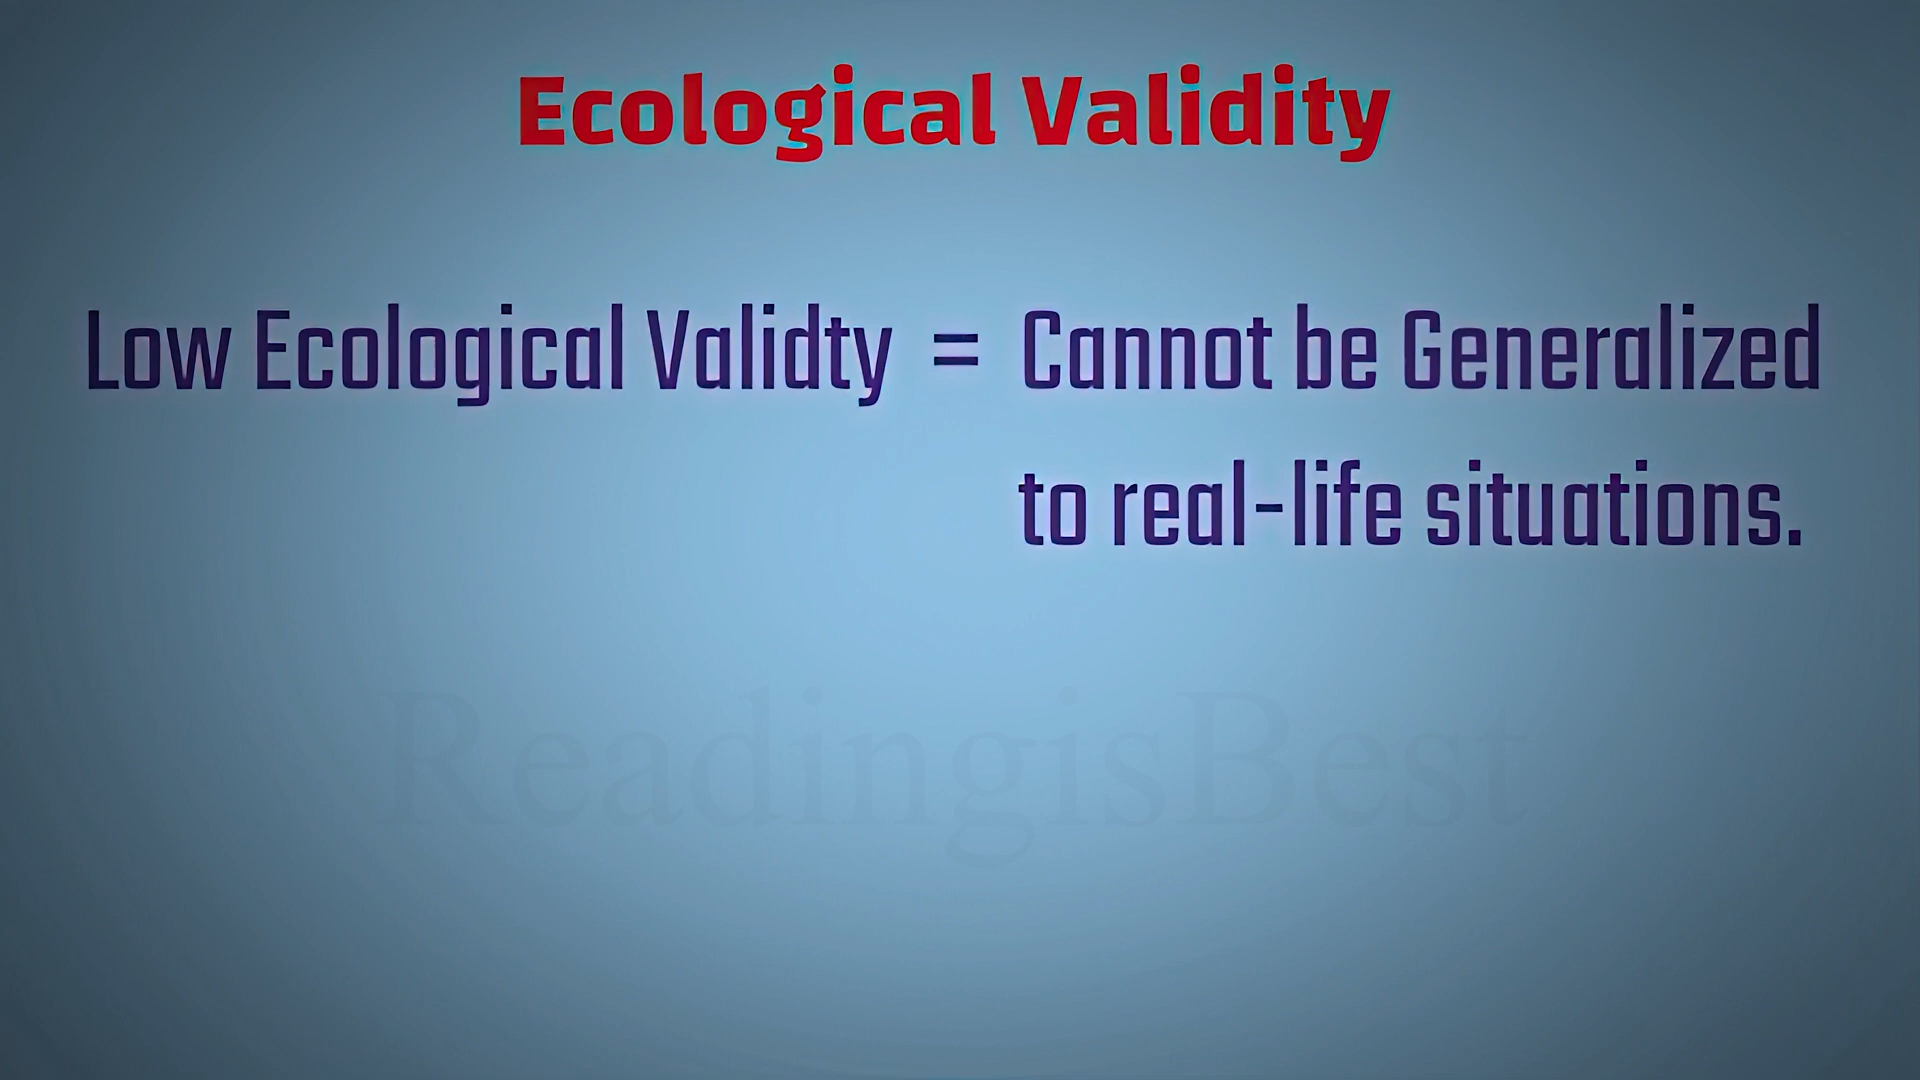 Ecological Validity
Low Ecological Validty = Cannot be Generalized
to real-life situations.
ReadingisBest